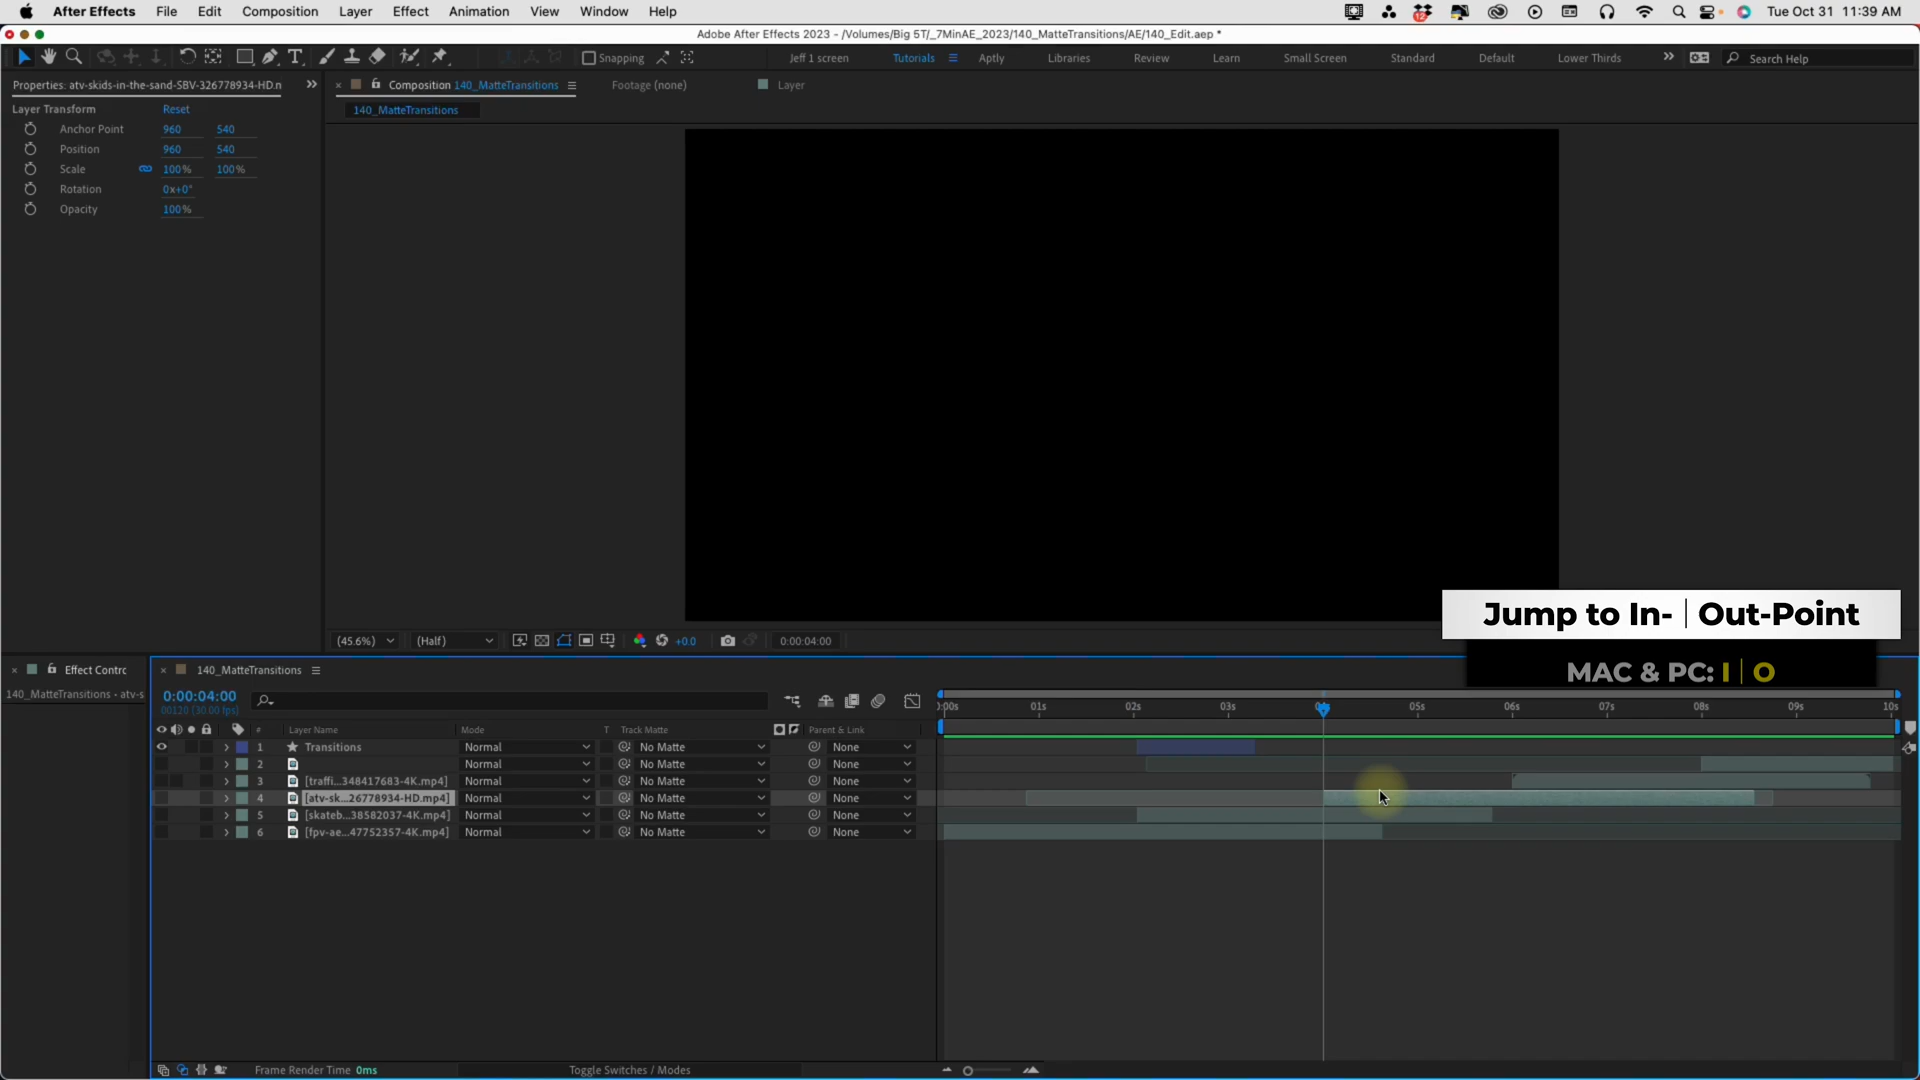 After Effects File Edit Composition Layer Effect Animation View Window Help 12 Tue Oct 31 11:39 AM
Adobe After Effects 2023 - /Volumes/Big 5T/_7MinAE_2023/140_MatteTransitions/AE/140_Edit.aep *
Snapping Jeff 1 screen Tutorials Aptly Libraries Review Learn Small Screen Standard Default Lower Thirds Search Help
Properties: atv-skids-in-the-sand-SBV-326778934-HD.m Composition 140_MatteTransitions Footage (none) Layer
Layer Transform Reset 140_MatteTransitions
Anchor Point 960 540
Position 960 540
Scale 100% 100%
Rotation 0x+0°
Opacity 100%
Jump to In- | Out-Point
(45.6%) (Half) +0.0 0:00:04:00
MAC & PC: I | O
Effect Contrc 140_MatteTransitions
140_MatteTransitions - atv-s 0:00:04:00
00120 (30.00 fps)
:00s 01s 02s 03s 05s 06s 07s 08s 09s 10s
# Layer Name Mode T Track Matte Parent & Link
1 Transitions Normal No Matte None
2 Normal No Matte None
3 [traffi...348417683-4K.mp4] Normal No Matte None
4 [atv-sk...26778934-HD.mp4] Normal No Matte None
5 [skateb...38582037-4K.mp4] Normal No Matte None
6 [fpv-ae...47752357-4K.mp4] Normal No Matte None
Frame Render Time 0ms Toggle Switches / Modes